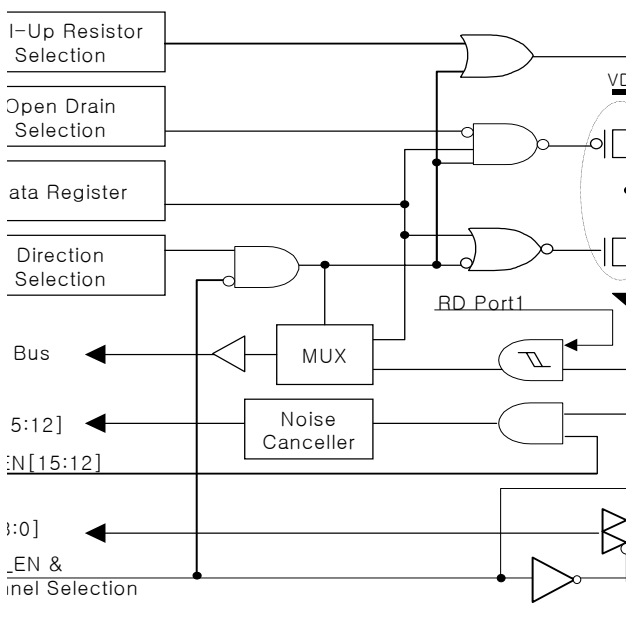 l-Up Resistor
Selection
VD
Open Drain
Selection
ata Register
Direction
Selection
RD Port1
Bus
MUX
5:12]
Noise
Canceller
EN[15:12]
3:0]
_EN &
nnel Selection